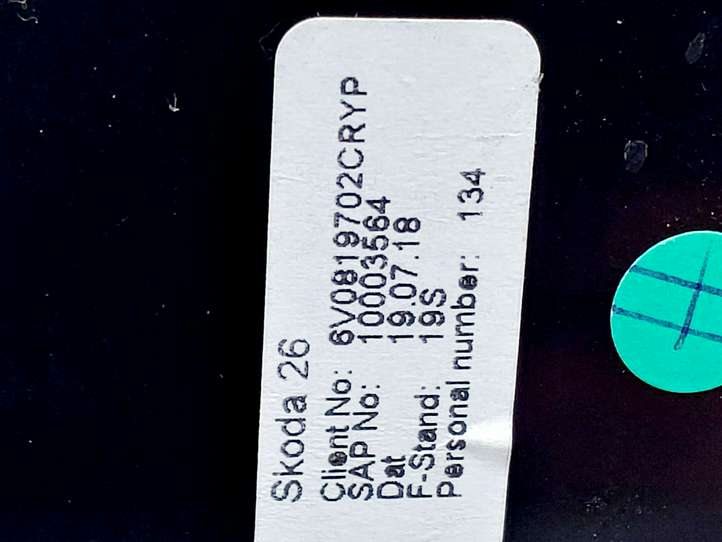 Skoda 26
Client No: 6V0819702CRYP
SAP No: 10003564
Dat 19.07.18
F-Stand: 19S
Personal number: 134